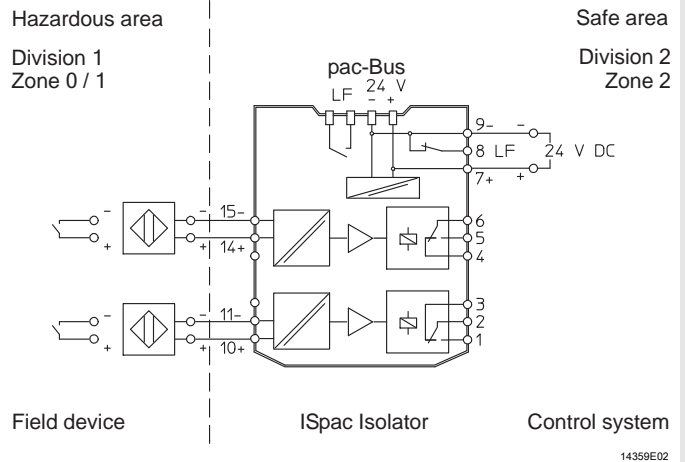 Hazardous area
Safe area
Division 1
Zone 0 / 1
Division 2
Zone 2
pac-Bus
LF 24 V
- +
9- -
8 LF 24 V DC
7+ +
- - 15- 6
+ + 14+ 5
4
3
- - 11- 2
+ + 10+ 1
Field device
ISpac Isolator
Control system
14359E02